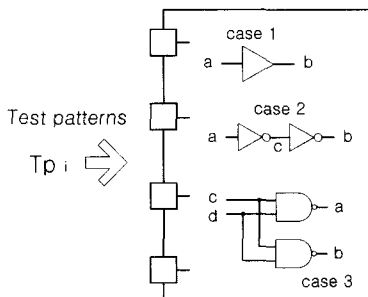 case 1
a b
case 2
Test patterns
a c b
Tp i
c a
d
b
case 3